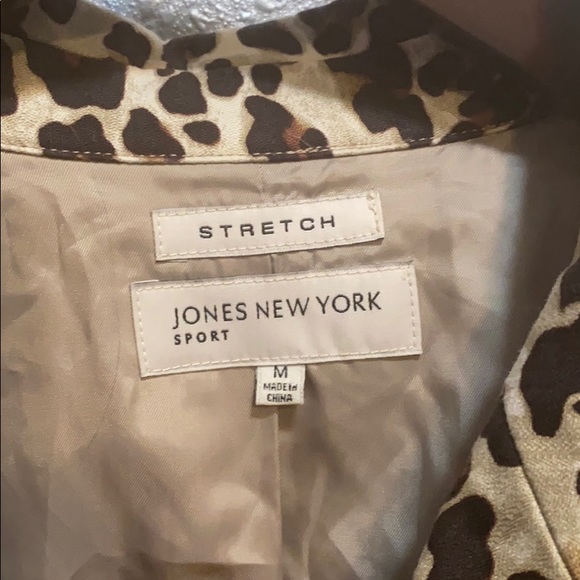 STRETCH
JONES NEW YORK
SPORT
M
MADE IN
CHINA